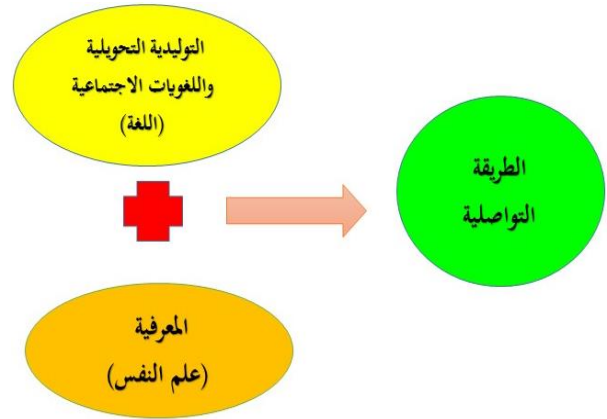 التوليدية التحويلية
واللغويات الاجتماعية
(اللغة)
الطريقة
التواصلية
المعرفية
(علم النفس)